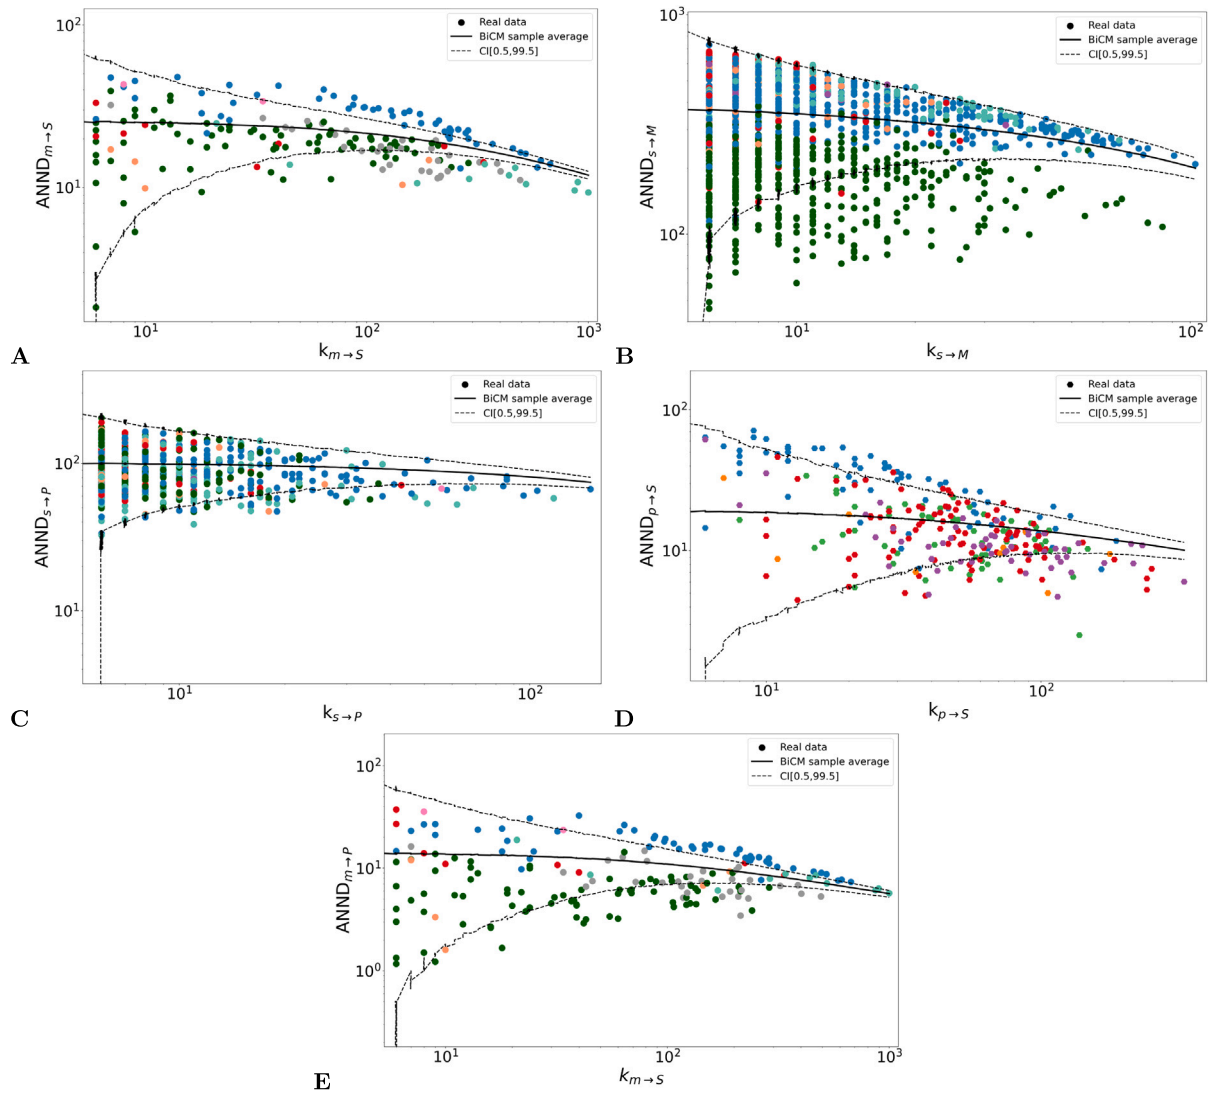 10²
10¹
ANND_{m→S}
Real data
BiCM sample average
CI[0.5,99.5]
10¹
10²
10³
k_{m→S}
A
10³
10²
ANND_{s→M}
Real data
BiCM sample average
CI[0.5,99.5]
10¹
10²
k_{s→M}
B
10²
10¹
ANND_{s→P}
Real data
BiCM sample average
CI[0.5,99.5]
10¹
10²
k_{s→P}
C
10²
10¹
ANND_{p→S}
Real data
BiCM sample average
CI[0.5,99.5]
10¹
10²
k_{p→S}
D
10²
10¹
10⁰
ANND_{m→P}
Real data
BiCM sample average
CI[0.5,99.5]
10¹
10²
10³
k_{m→S}
E